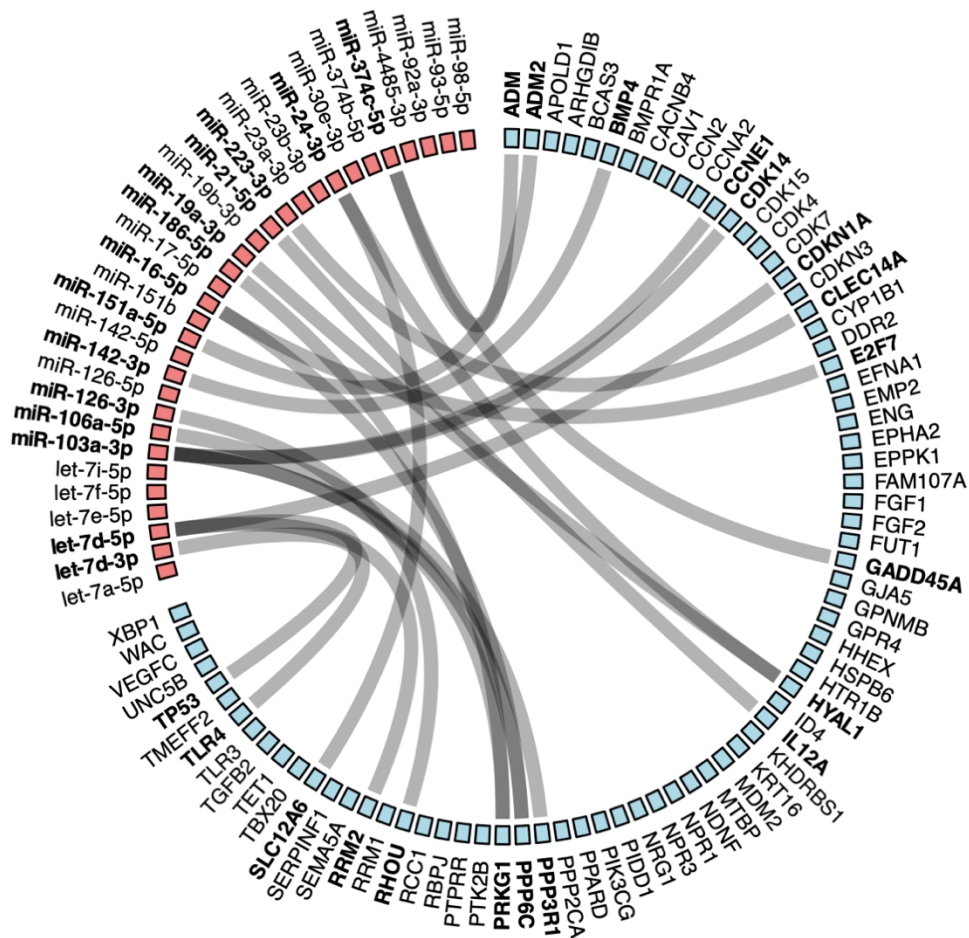 miR-98-5p
miR-93-5p
miR-92a-3p
miR-4485-3p
miR-374c-5p
miR-374b-5p
miR-30e-3p
miR-24-3p
miR-23b-3p
miR-23a-3p
miR-223-3p
miR-21-5p
miR-19b-3p
miR-19a-3p
miR-186-5p
miR-17-5p
miR-16-5p
miR-151b
miR-151a-5p
miR-142-5p
miR-142-3p
miR-126-5p
miR-126-3p
miR-106a-5p
miR-103a-3p
let-7i-5p
let-7f-5p
let-7e-5p
let-7d-5p
let-7d-3p
let-7a-5p
ADM
ADM2
APOLD1
ARHGDIB
BCAS3
BMP4
BMPR1A
CACNB4
CAV1
CCN2
CCNA2
CCNE1
CDK14
CDK15
CDK4
CDK7
CDKN1A
CDKN3
CLEC14A
CYP1B1
DDR2
E2F7
EFNA1
EMP2
ENG
EPHA2
EPPK1
FAM107A
FGF1
FGF2
FUT1
GADD45A
GJA5
GPNMB
GPR4
HHEX
HSPB6
HTR1B
HYAL1
ID4
IL12A
KHDRBS1
KRT16
MDM2
MTBP
NDNF
NPR1
NPR3
NRG1
PIDD1
PIK3CG
PPARD
PPP2CA
PPP3R1
PPP6C
PRKG1
PTK2B
PTPRR
RBPJ
RCC1
RHOU
RRM1
RRM2
SEMA5A
SERPINF1
SLC12A6
TBX20
TET1
TGFB2
TLR3
TLR4
TMEFF2
TP53
UNC5B
VEGFC
WAC
XBP1